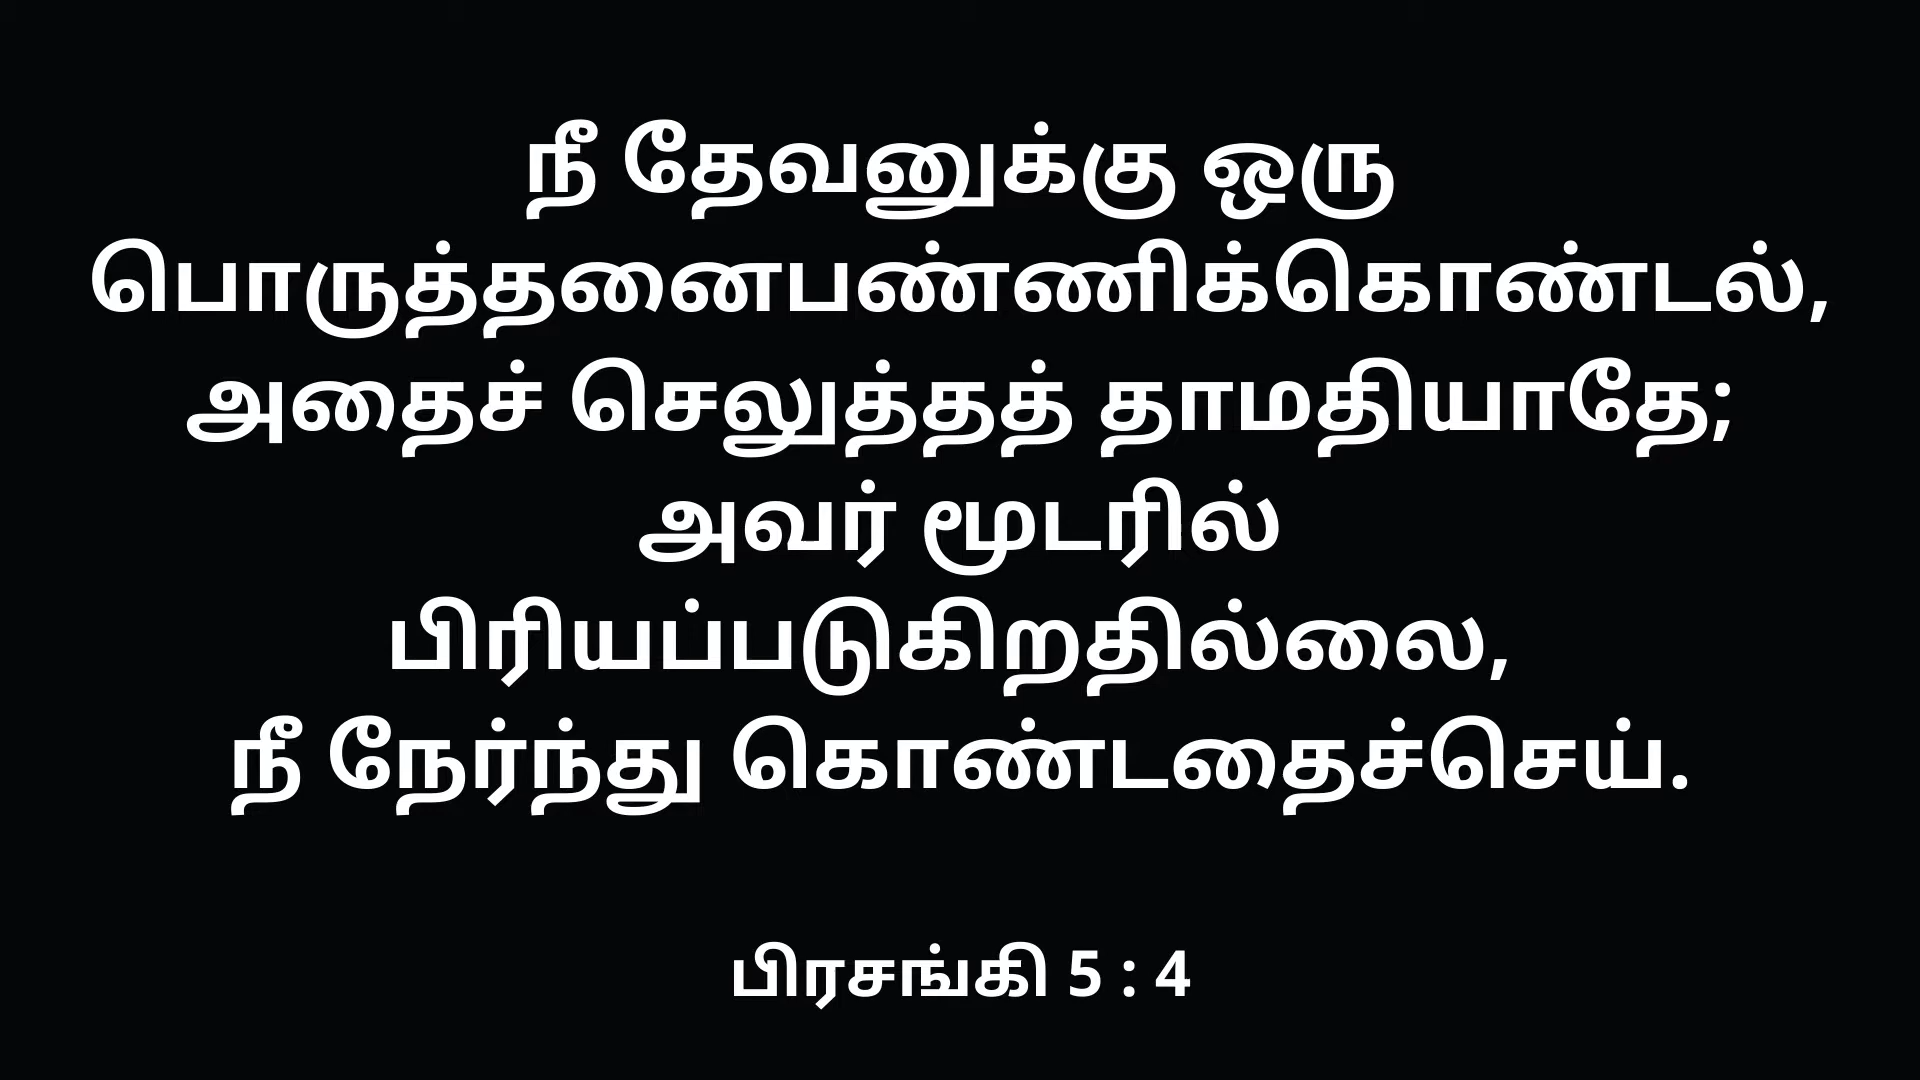 நீ தேவனுக்கு ஒரு
பொருத்தனைபண்ணிக்கொண்டல்,
அதைச் செலுத்தத் தாமதியாதே;
அவர் மூடரில்
பிரியப்படுகிறதில்லை,
நீ நேர்ந்து கொண்டதைச்செய்.
பிரசங்கி 5 : 4